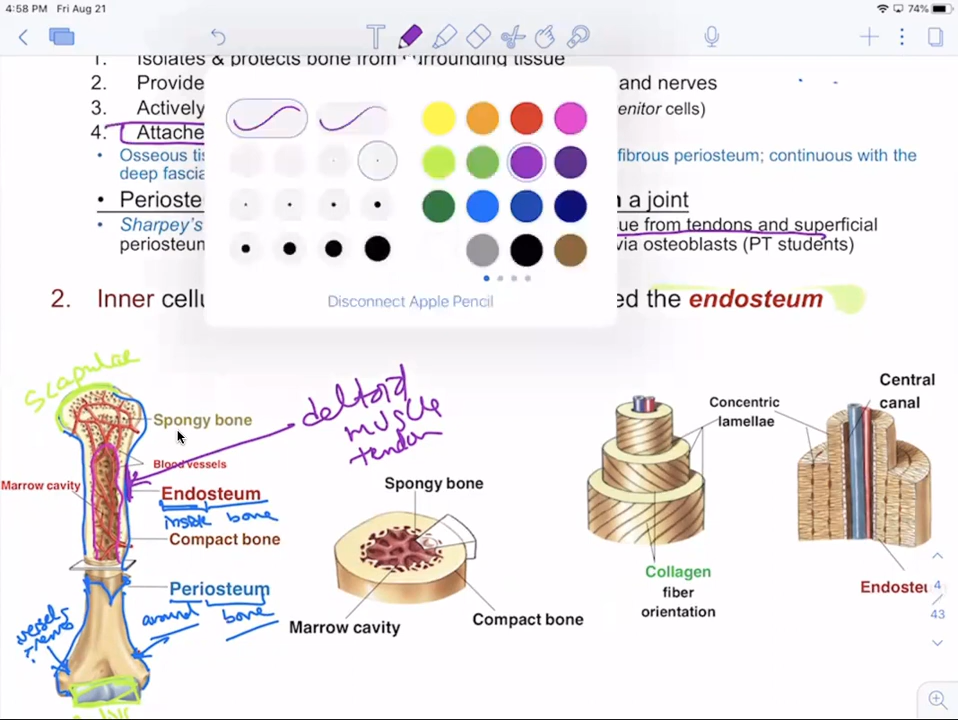 4:58 PM Fri Aug 21
74%
1. Isolates & protects bone from surrounding tissue
2. Provide and nerves
3. Actively enitor cells)
4. Attache
• Osseous tis fibrous periosteum; continuous with the
deep fascia
• Perioste a joint
• Sharpey's ue from tendons and superficial
periosteum via osteoblasts (PT students)
Disconnect Apple Pencil
2. Inner cellu ed the endosteum
scapular
deltoid
muscle
tendon
Spongy bone
Blood vessels
Marrow cavity
Endosteum
inside bone
Compact bone
Periosteum
around bone
vessels
nerves
Spongy bone
Marrow cavity
Compact bone
Concentric
lamellae
Central
canal
Collagen
fiber
orientation
Endosteu
4
43